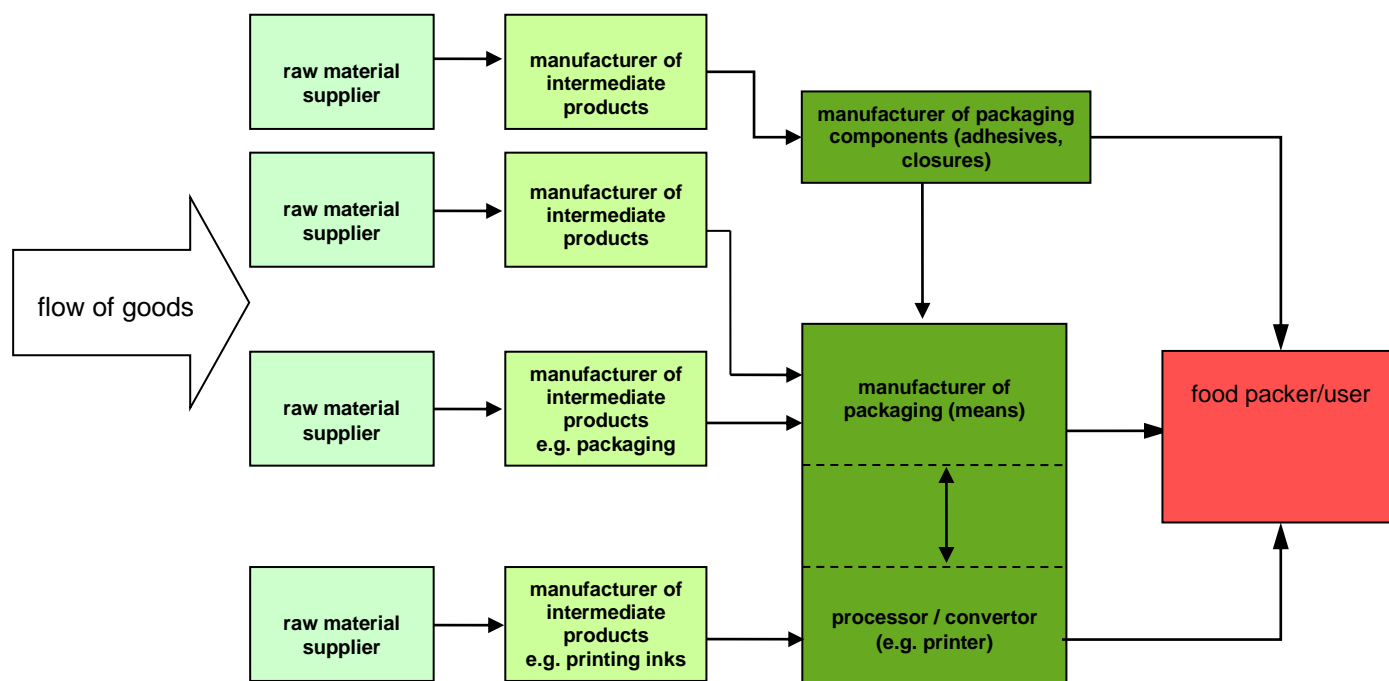 raw material
supplier
manufacturer of
intermediate
products
manufacturer of packaging
components (adhesives,
closures)
raw material
supplier
manufacturer of
intermediate
products
flow of goods
raw material
supplier
manufacturer of
intermediate
products
e.g. packaging
manufacturer of
packaging (means)
food packer/user
raw material
supplier
manufacturer of
intermediate
products
e.g. printing inks
processor / convertor
(e.g. printer)